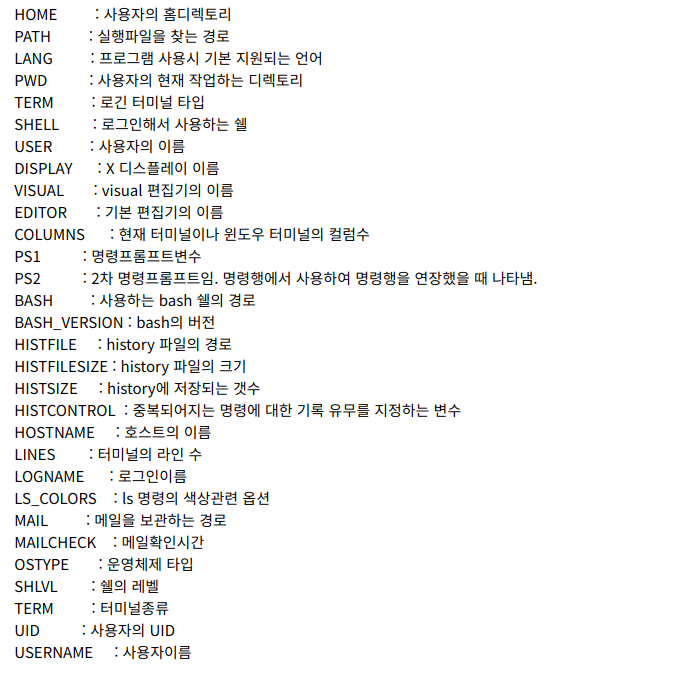 HOME : 사용자의 홈디렉토리
PATH : 실행파일을 찾는 경로
LANG : 프로그램 사용시 기본 지원되는 언어
PWD : 사용자의 현재 작업하는 디렉토리
TERM : 로긴 터미널 타입
SHELL : 로그인해서 사용하는 쉘
USER : 사용자의 이름
DISPLAY : X 디스플레이 이름
VISUAL : visual 편집기의 이름
EDITOR : 기본 편집기의 이름
COLUMNS : 현재 터미널이나 윈도우 터미널의 컬럼수
PS1 : 명령프롬프트변수
PS2 : 2차 명령프롬프트임. 명령행에서 사용하여 명령행을 연장했을 때 나타냄.
BASH : 사용하는 bash 쉘의 경로
BASH_VERSION : bash의 버전
HISTFILE : history 파일의 경로
HISTFILESIZE : history 파일의 크기
HISTSIZE : history에 저장되는 갯수
HISTCONTROL : 중복되어지는 명령에 대한 기록 유무를 지정하는 변수
HOSTNAME : 호스트의 이름
LINES : 터미널의 라인 수
LOGNAME : 로그인이름
LS_COLORS : ls 명령의 색상관련 옵션
MAIL : 메일을 보관하는 경로
MAILCHECK : 메일확인시간
OSTYPE : 운영체제 타입
SHLVL : 쉘의 레벨
TERM : 터미널종류
UID : 사용자의 UID
USERNAME : 사용자이름